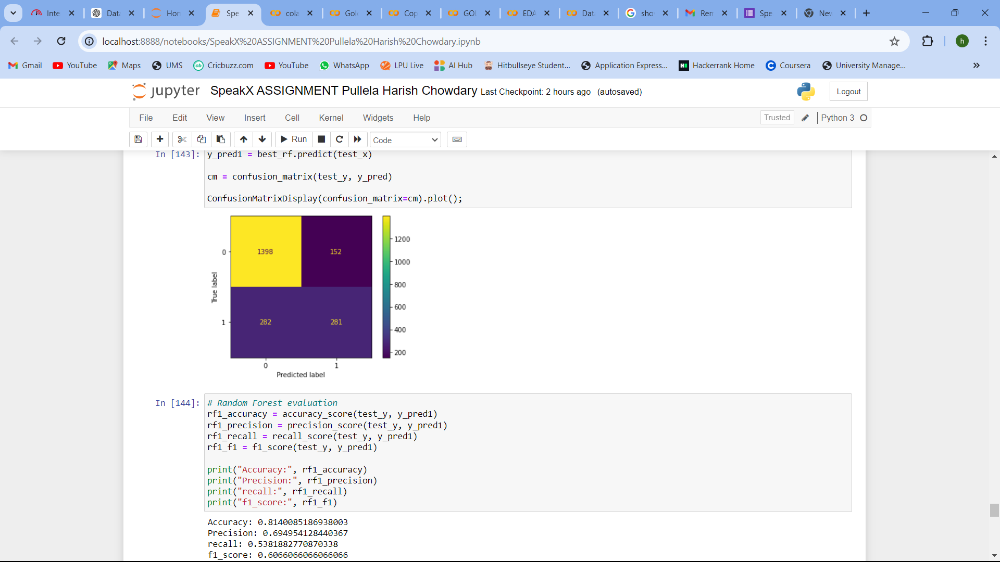 Inte
Data
Hon
Spe
cola
Gol
Cop
GOL
EDA
Dat
sho
Rem
Spe
Nev
localhost:8888/notebooks/SpeakX%20ASSIGNMENT%20Pullela%20Harish%20Chowdary.ipynb
h
Gmail YouTube Maps UMS Cricbuzz.com YouTube WhatsApp LPU Live AI Hub Hitbullseye Student... Application Express... Hackerrank Home Coursera University Manage...
jupyter SpeakX ASSIGNMENT Pullela Harish Chowdary Last Checkpoint: 2 hours ago (autosaved)
Logout
File Edit View Insert Cell Kernel Widgets Help
Trusted Python 3
Run Code
In [143]: y_pred1 = best_rf.predict(test_x)
cm = confusion_matrix(test_y, y_pred)
ConfusionMatrixDisplay(confusion_matrix=cm).plot();
True label
0
1
1398 152
282 281
0 1
Predicted label
1200
1000
800
600
400
200
In [144]: # Random Forest evaluation
rf1_accuracy = accuracy_score(test_y, y_pred1)
rf1_precision = precision_score(test_y, y_pred1)
rf1_recall = recall_score(test_y, y_pred1)
rf1_f1 = f1_score(test_y, y_pred1)
print("Accuracy:", rf1_accuracy)
print("Precision:", rf1_precision)
print("recall:", rf1_recall)
print("f1_score:", rf1_f1)
Accuracy: 0.8140085186938003
Precision: 0.694954128440367
recall: 0.5381882770870338
f1_score: 0.6066066066066066